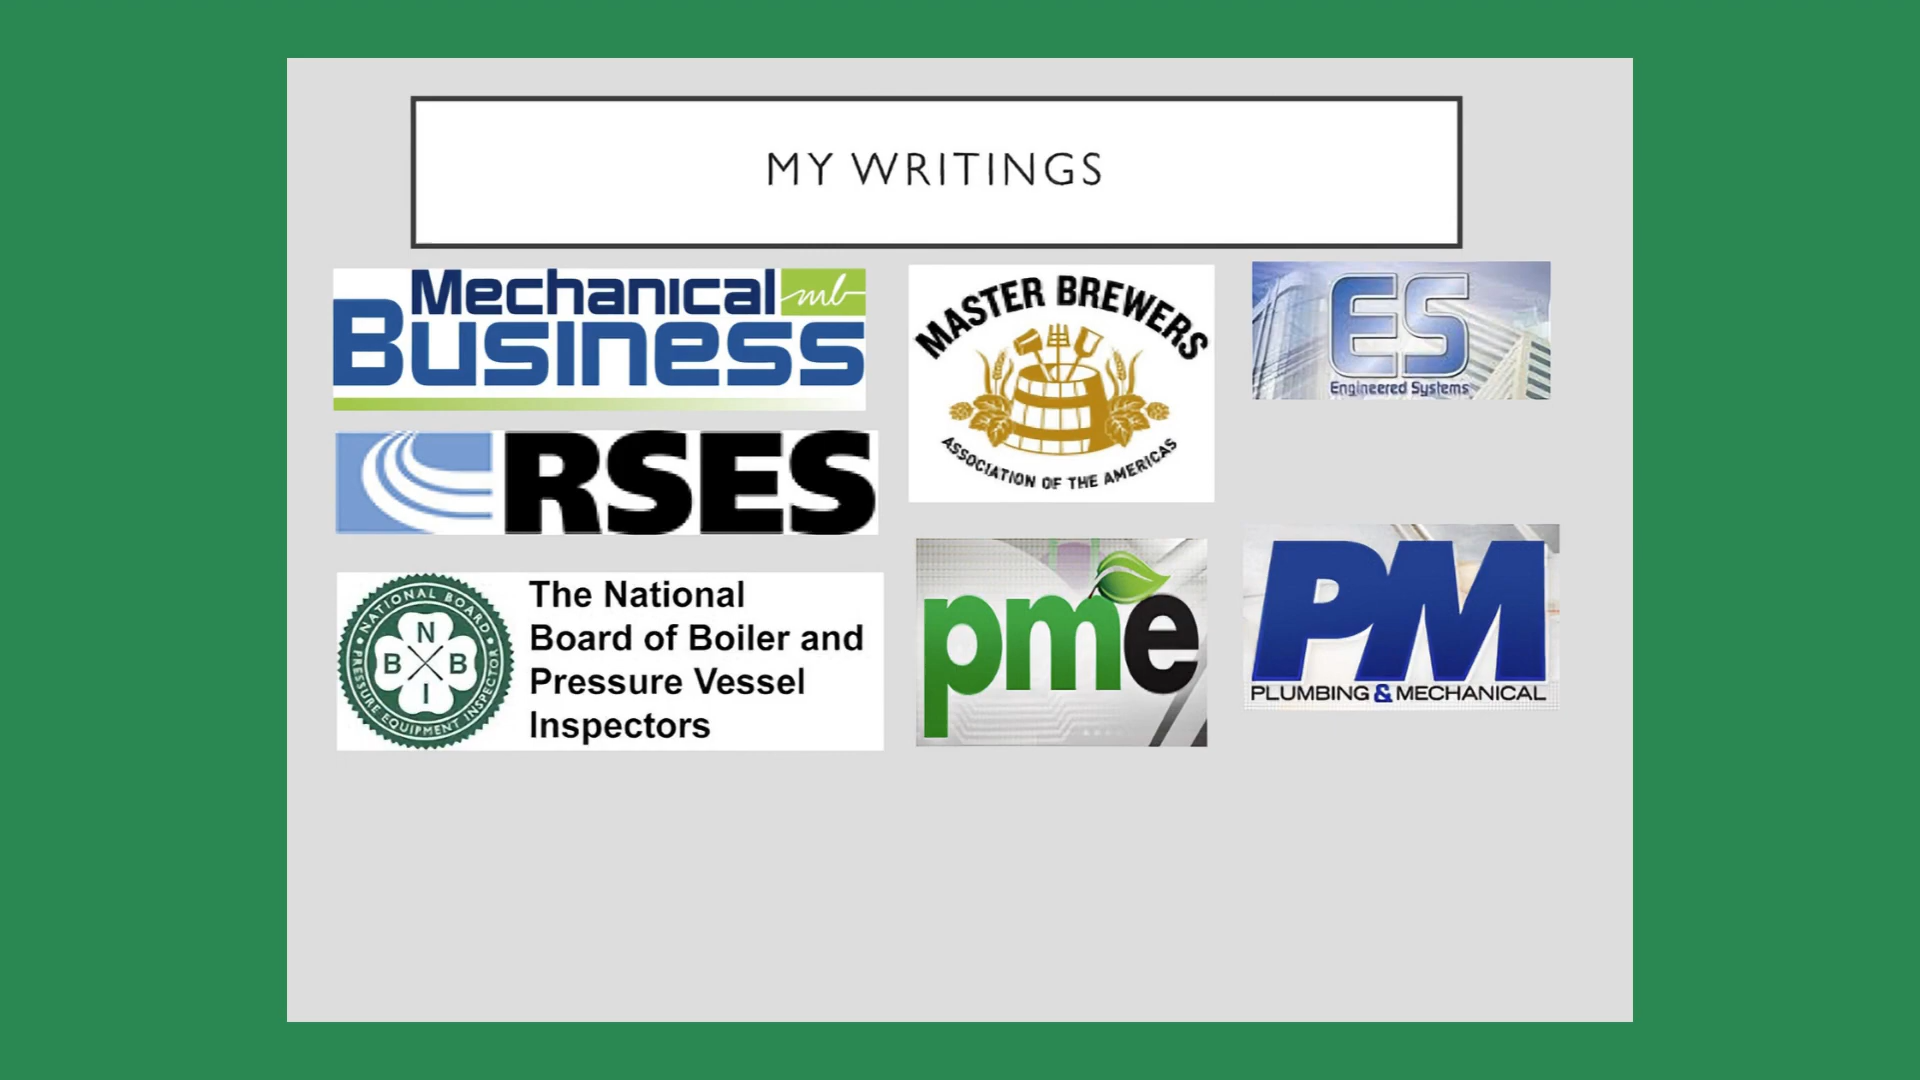 MY WRITINGS
Mechanical mb
Business
RSES
NATIONAL BOARD
PRESSURE EQUIPMENT INSPECTOR
N
B B
I
The National
Board of Boiler and
Pressure Vessel
Inspectors
MASTER BREWERS
ASSOCIATION OF THE AMERICAS
pme
ES
Engineered Systems
PM
PLUMBING & MECHANICAL